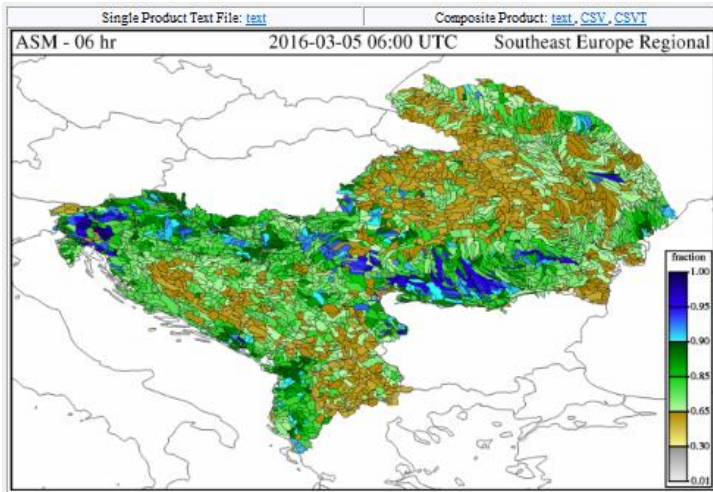 Single Product Text File: text
Composite Product: text , CSV , CSVT
ASM - 06 hr 2016-03-05 06:00 UTC Southeast Europe Regional
fraction
1.00
0.95
0.90
0.85
0.65
0.30
0.01